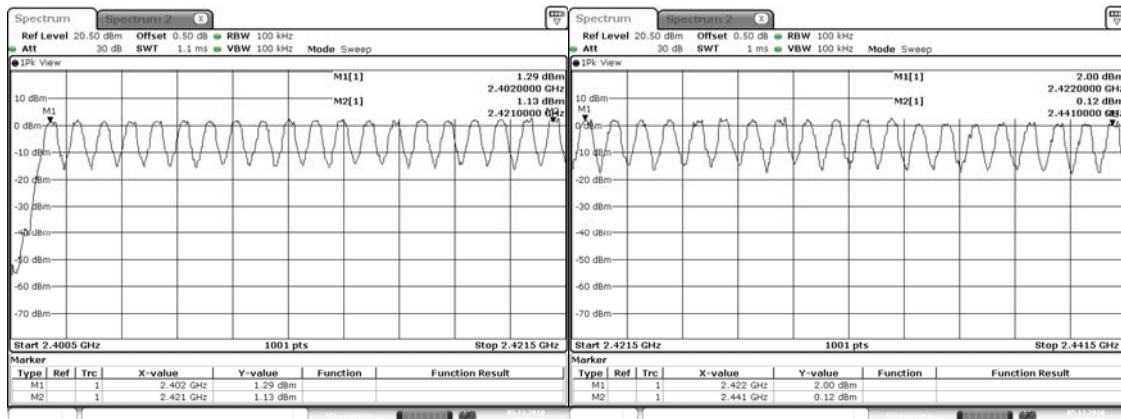 Spectrum Spectrum 2 X
Ref Level 20.50 dBm Offset 0.50 dB RBW 100 kHz
Att 30 dB SWT 1.1 ms VBW 100 kHz Mode Sweep
1Pk View
M1[1] 1.29 dBm
2.4020000 GHz
M2[1] 1.13 dBm
2.4210000 GHz
10 dBm
M1
0 dBm
-10 dBm
-20 dBm
-30 dBm
-40 dBm
-50 dBm
-60 dBm
-70 dBm
Start 2.4005 GHz 1001 pts Stop 2.4215 GHz
Marker
Type Ref Trc X-value Y-value Function Function Result
M1 1 2.402 GHz 1.29 dBm
M2 1 2.421 GHz 1.13 dBm
Spectrum Spectrum 2 X
Ref Level 20.50 dBm Offset 0.50 dB RBW 100 kHz
Att 30 dB SWT 1 ms VBW 100 kHz Mode Sweep
1Pk View
M1[1] 2.00 dBm
2.4220000 GHz
M2[1] 0.12 dBm
2.4410000 GHz
10 dBm
M1
0 dBm
-10 dBm
-20 dBm
-30 dBm
-40 dBm
-50 dBm
-60 dBm
-70 dBm
Start 2.4215 GHz 1001 pts Stop 2.4415 GHz
Marker
Type Ref Trc X-value Y-value Function Function Result
M1 1 2.422 GHz 2.00 dBm
M2 1 2.441 GHz 0.12 dBm